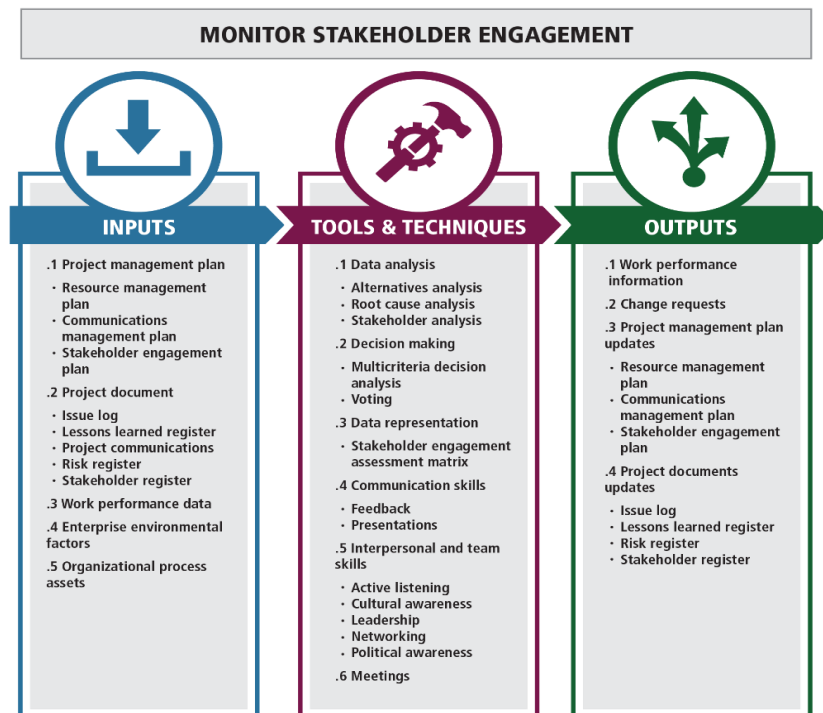 MONITOR STAKEHOLDER ENGAGEMENT
INPUTS
.1 Project management plan
· Resource management
plan
· Communications
management plan
· Stakeholder engagement
plan
.2 Project document
· Issue log
· Lessons learned register
· Project communications
· Risk register
· Stakeholder register
.3 Work performance data
.4 Enterprise environmental
factors
.5 Organizational process
assets
TOOLS & TECHNIQUES
.1 Data analysis
· Alternatives analysis
· Root cause analysis
· Stakeholder analysis
.2 Decision making
· Multicriteria decision
analysis
· Voting
.3 Data representation
· Stakeholder engagement
assessment matrix
.4 Communication skills
· Feedback
· Presentations
.5 Interpersonal and team
skills
· Active listening
· Cultural awareness
· Leadership
· Networking
· Political awareness
.6 Meetings
OUTPUTS
.1 Work performance
information
.2 Change requests
.3 Project management plan
updates
· Resource management
plan
· Communications
management plan
· Stakeholder engagement
plan
.4 Project documents
updates
· Issue log
· Lessons learned register
· Risk register
· Stakeholder register